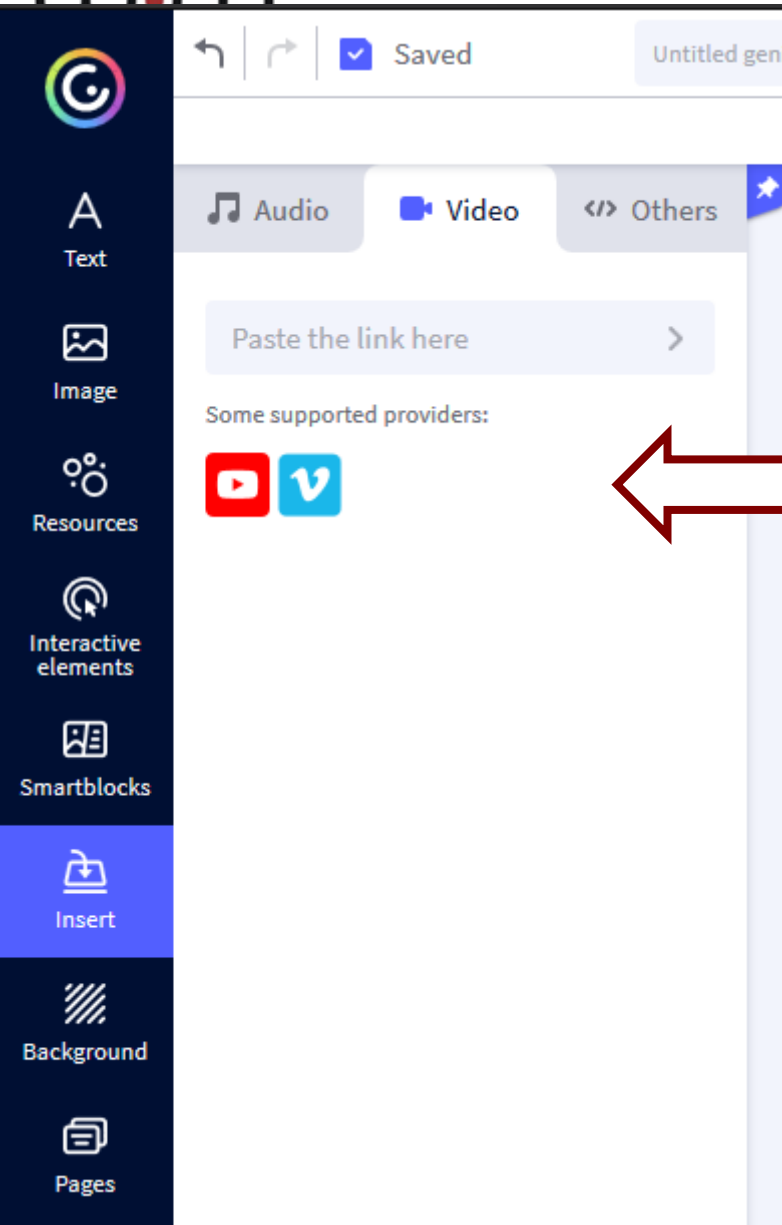 Saved
Untitled gen
Audio
Video
Others
Text
Paste the link here
Image
Some supported providers:
Resources
Interactive
elements
Smartblocks
Insert
Background
Pages